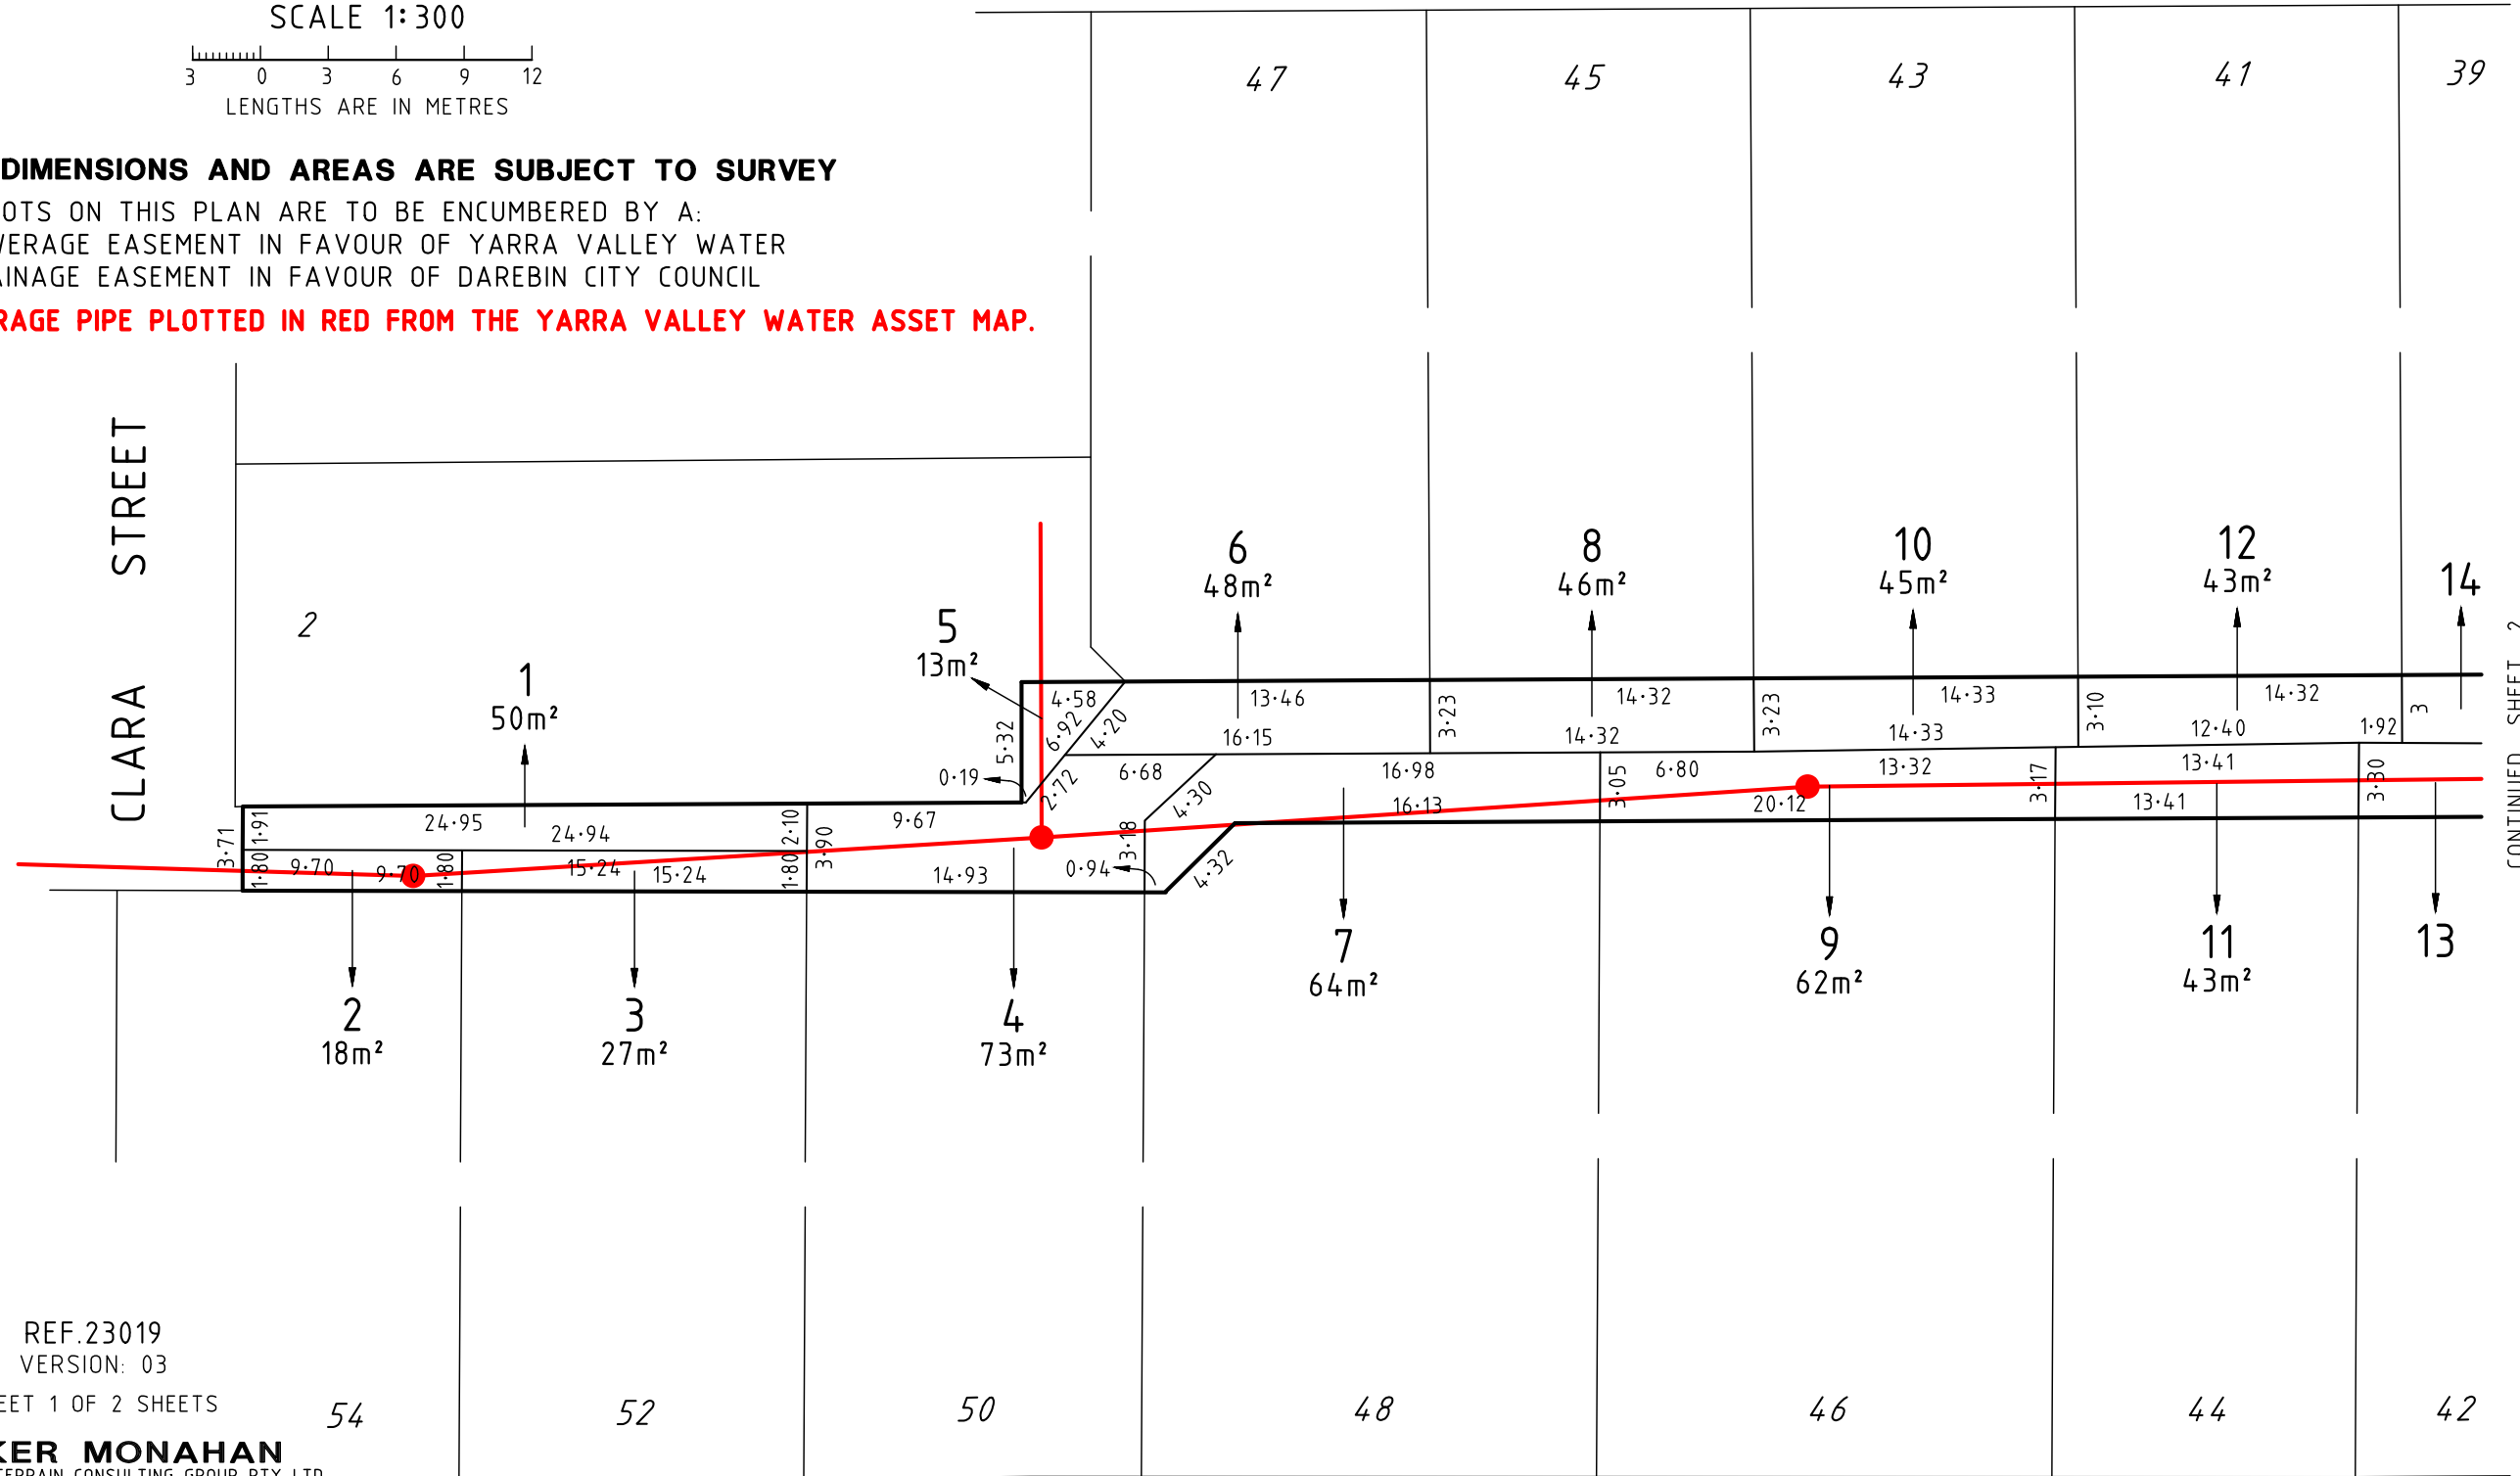 SCALE 1:300
3 0 3 6 9 12
LENGTHS ARE IN METRES
DIMENSIONS AND AREAS ARE SUBJECT TO SURVEY
OTS ON THIS PLAN ARE TO BE ENCUMBERED BY A:
VERAGE EASEMENT IN FAVOUR OF YARRA VALLEY WATER
AINAGE EASEMENT IN FAVOUR OF DAREBIN CITY COUNCIL
RAGE PIPE PLOTTED IN RED FROM THE YARRA VALLEY WATER ASSET MAP.
47 45 43 41 39
CLARA STREET
2
1
50m²
5
13m²
6
48m²
8
46m²
10
45m²
12
43m²
14
CONTINUED SHEET 2
4·58 13·46 14·32 14·33 14·32
5·32 6·92 4·20 3·23 3·23 3·10 3
16·15 14·32 14·33 12·40 1·92
0·19 2·72 6·68 4·30 16·98 3·05 6·80 13·32 3·17 13·41 3·30
16·13 20·12 13·41
3·71 1·91 24·95 24·94 2·10 3·90 9·67 3·18
1·80 9·70 9·70 1·80 15·24 15·24 1·80 14·93 0·94 4·32
2
18m²
3
27m²
4
73m²
7
64m²
9
62m²
11
43m²
13
REF.23019
VERSION: 03
EET 1 OF 2 SHEETS
54 52 50 48 46 44 42
KER MONAHAN
TERRAIN CONSULTING GROUP PTY LTD